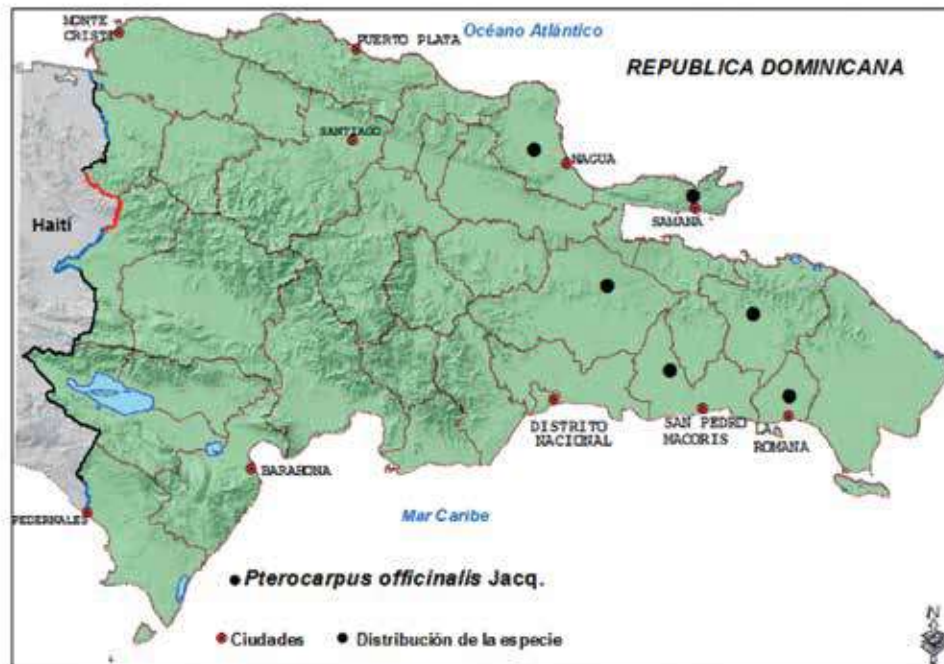 MONTE
CRISTI
Océano Atlántico
PUERTO PLATA
REPUBLICA DOMINICANA
SANTIAGO
NAGUA
SAMANA
Haití
DISTRITO
NACIONAL
SAN PEDRO
MACORIS
LA
ROMANA
BARAHONA
PEDERNALES
Mar Caribe
Pterocarpus officinalis Jacq.
Ciudades
Distribución de la especie
N